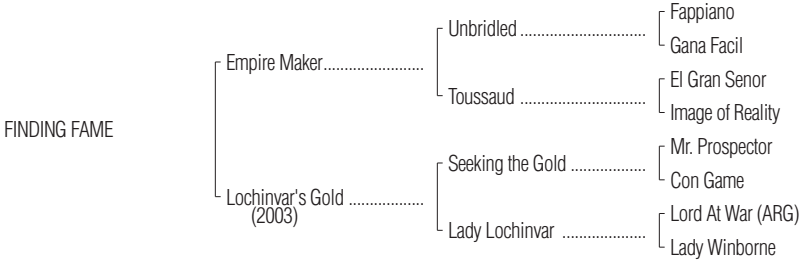 Fappiano
Unbridled ..............................
Gana Facil
Empire Maker........................
El Gran Senor
Toussaud ..............................
Image of Reality
FINDING FAME
Mr. Prospector
Seeking the Gold ..................
Con Game
Lochinvar's Gold ..................
(2003)
Lord At War (ARG)
Lady Lochinvar ....................
Lady Winborne